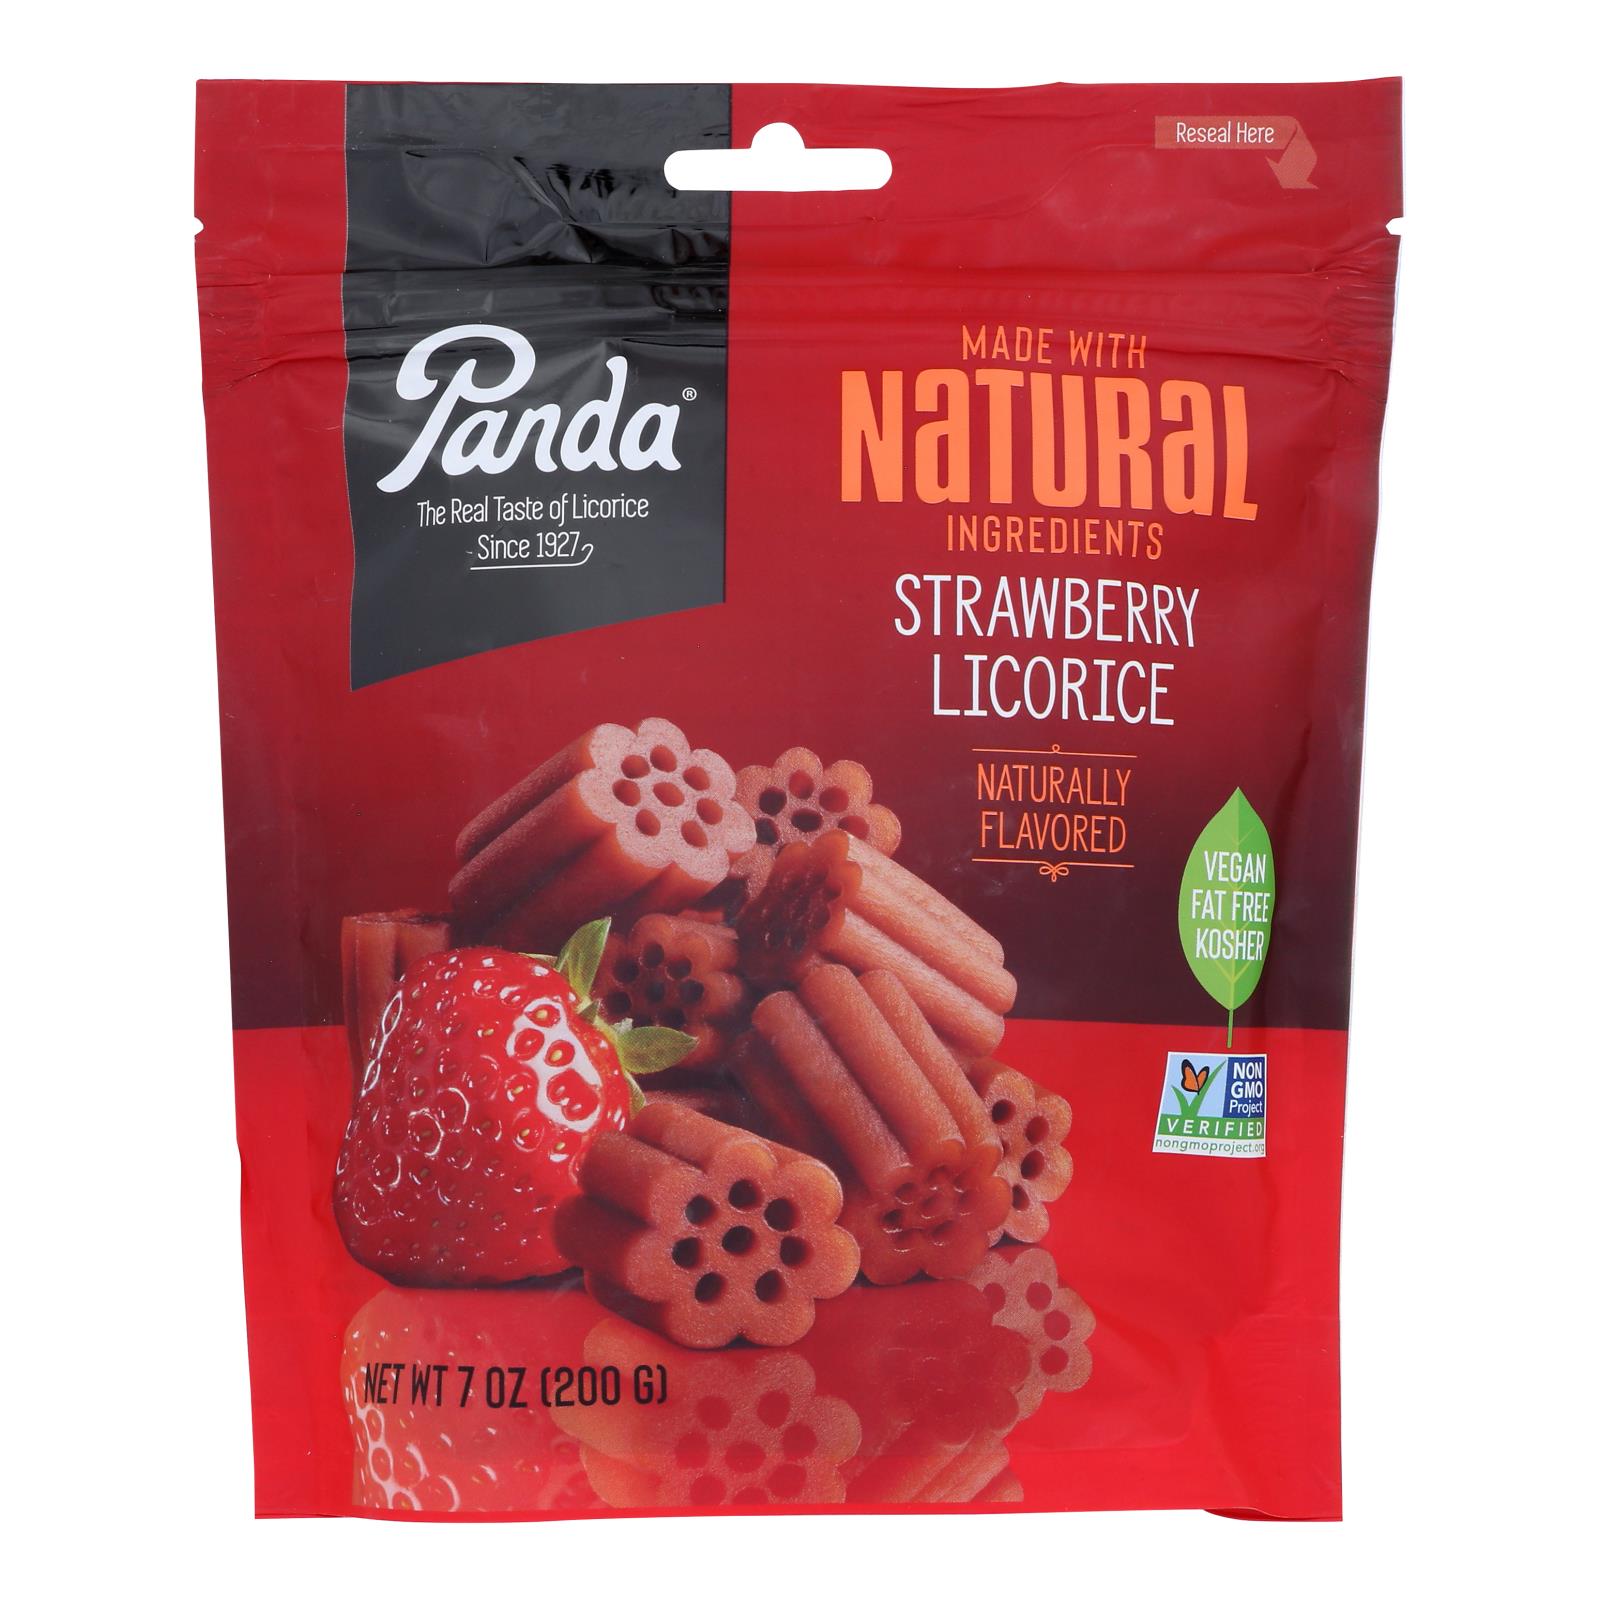 Reseal Here
Panda®
The Real Taste of Licorice
Since 1927
MADE WITH
NATURAL
INGREDIENTS
STRAWBERRY
LICORICE
NATURALLY
FLAVORED
VEGAN
FAT FREE
KOSHER
NON
GMO
Project
VERIFIED
nongmoproject.org
NET WT 7 OZ (200 G)